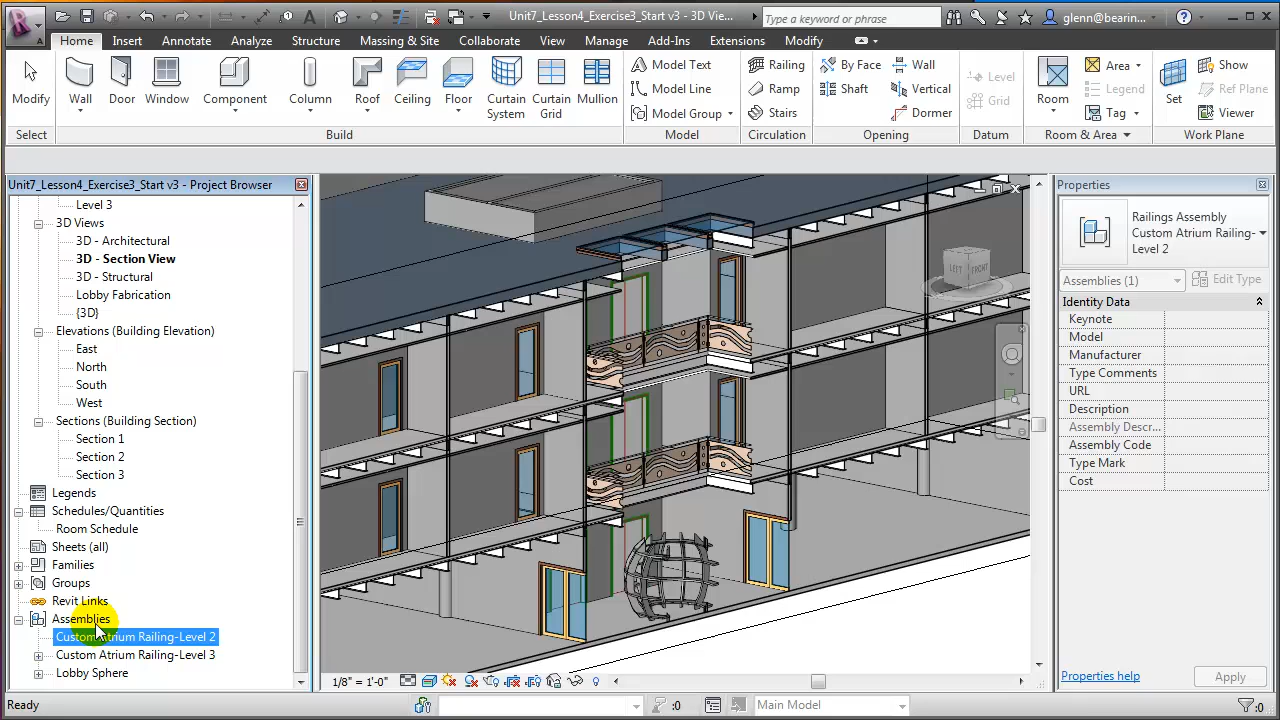 Unit7_Lesson4_Exercise3_Start v3 - 3D Vie...
Type a keyword or phrase
glenn@bearin...
Home Insert Annotate Analyze Structure Massing & Site Collaborate View Manage Add-Ins Extensions Modify
Modify Wall Door Window Component Column Roof Ceiling Floor Curtain System Curtain Grid Mullion
Model Text
Model Line
Model Group
Railing
Ramp
Stairs
By Face
Shaft
Wall
Vertical
Dormer
Level
Grid
Room
Area
Legend
Tag
Set
Show
Ref Plane
Viewer
Select Build Model Circulation Opening Datum Room & Area Work Plane
Unit7_Lesson4_Exercise3_Start v3 - Project Browser
Level 3
3D Views
3D - Architectural
3D - Section View
3D - Structural
Lobby Fabrication
{3D}
Elevations (Building Elevation)
East
North
South
West
Sections (Building Section)
Section 1
Section 2
Section 3
Legends
Schedules/Quantities
Room Schedule
Sheets (all)
Families
Groups
Revit Links
Assemblies
Custom Atrium Railing-Level 2
Custom Atrium Railing-Level 3
Lobby Sphere
LEFT FRONT
1/8" = 1'-0"
Properties
Railings Assembly
Custom Atrium Railing-
Level 2
Assemblies (1)
Edit Type
Identity Data
Keynote
Model
Manufacturer
Type Comments
URL
Description
Assembly Descr...
Assembly Code
Type Mark
Cost
Properties help
Apply
Ready
:0
Main Model
:0